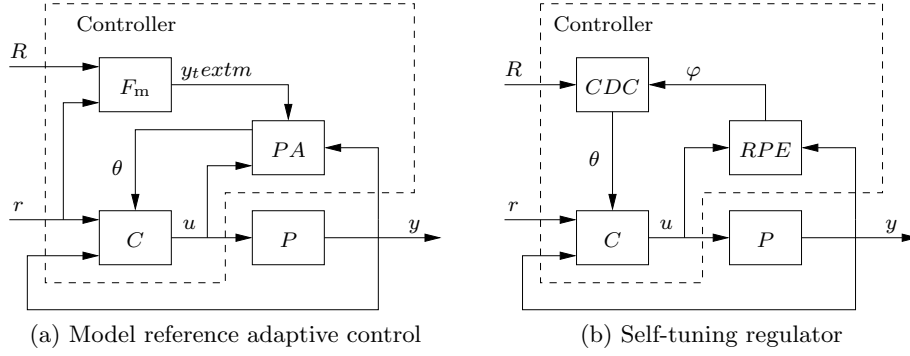 Controller
R
F_m
y_textm
PA
θ
r
C
u
P
y
(a) Model reference adaptive control
Controller
R
CDC
φ
RPE
θ
r
C
u
P
y
(b) Self-tuning regulator